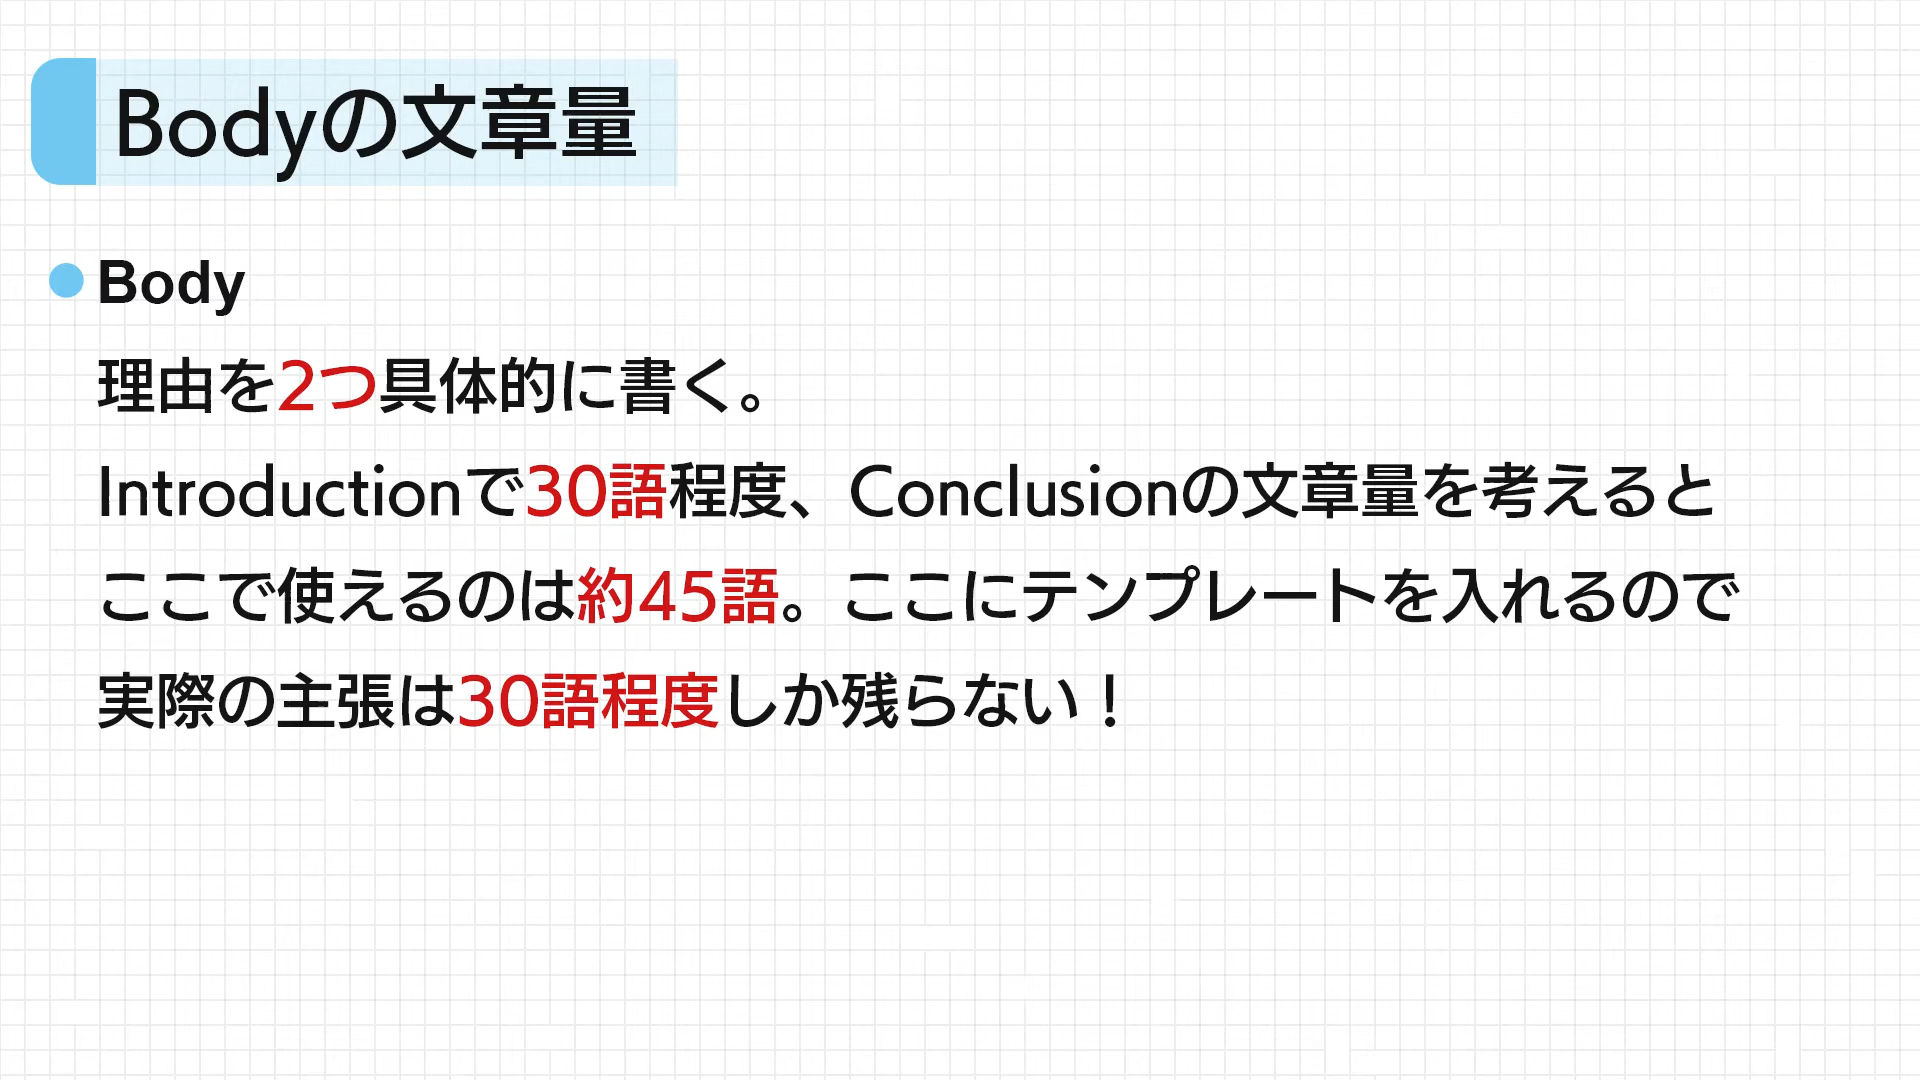 Bodyの文章量
Body
理由を2つ具体的に書く。
Introductionで30語程度、Conclusionの文章量を考えると
ここで使えるのは約45語。ここにテンプレートを入れるので
実際の主張は30語程度しか残らない！